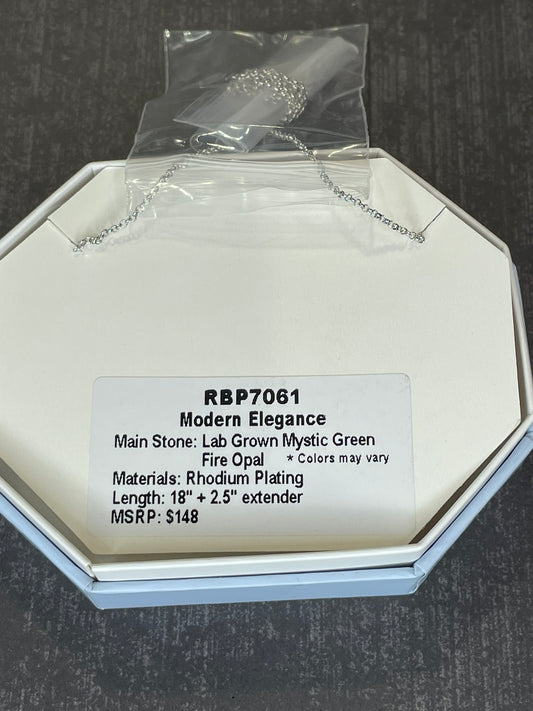 RBP7061
Modern Elegance
Main Stone: Lab Grown Mystic Green
Fire Opal * Colors may vary
Materials: Rhodium Plating
Length: 18" + 2.5" extender
MSRP: $148